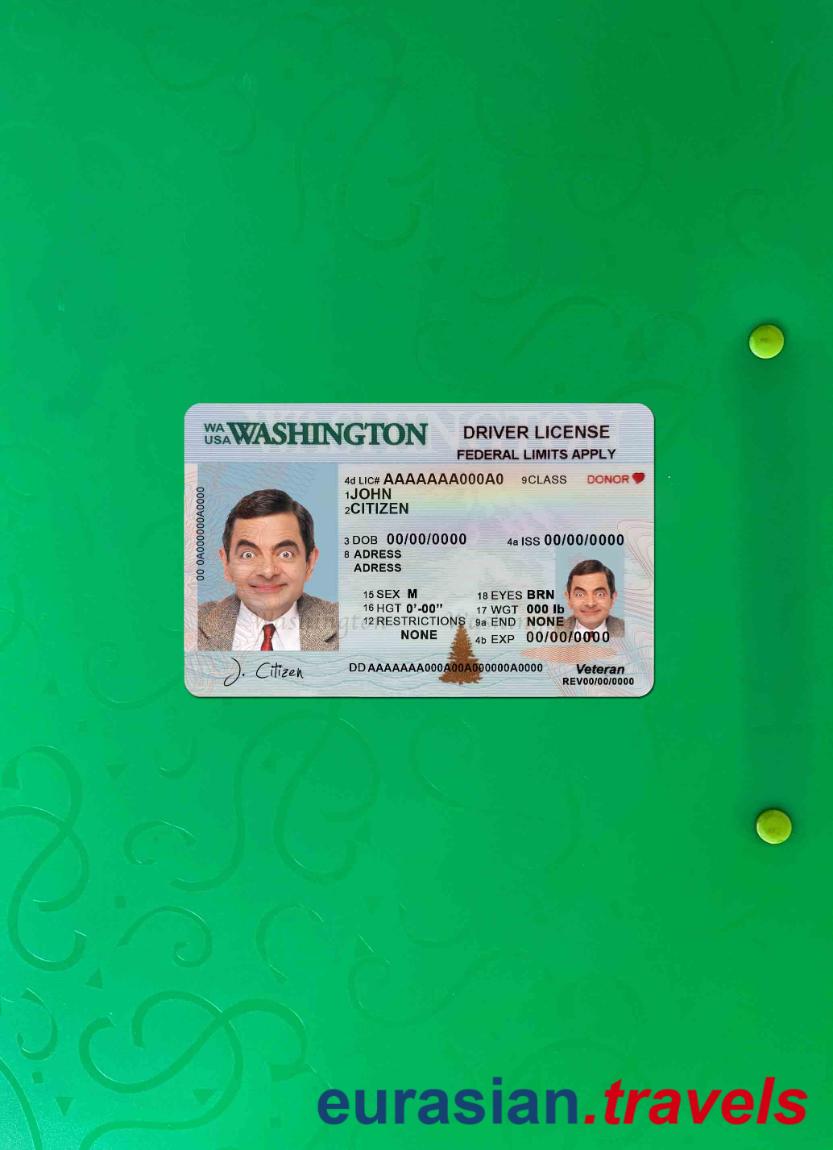 WASHINGTON
WA
USA WASHINGTON
DRIVER LICENSE
FEDERAL LIMITS APPLY
4d LIC# AAAAAAA000A0 9CLASS DONOR
1JOHN
2CITIZEN
3 DOB 00/00/0000 4a ISS 00/00/0000
8 ADRESS
ADRESS
15 SEX M 18 EYES BRN
16 HGT 0'-00" 17 WGT 000 lb
12 RESTRICTIONS 9a END NONE
NONE 4b EXP 00/00/0000
Washington
00 0A000000A0000
J. Citizen
DD AAAAAAA000A00A000000A0000
Veteran
REV00/00/0000
eurasian.travels